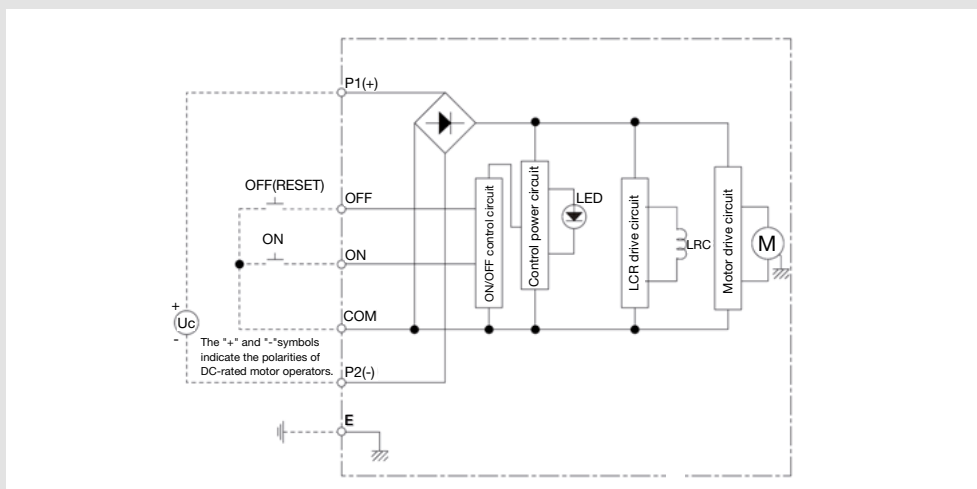 P1(+)
OFF(RESET)
OFF
ON
ON
COM
+
Uc
-
The "+" and "-"symbols
indicate the polarities of
DC-rated motor operators.
P2(-)
E
ON/OFF control circuit
Control power circuit
LED
LCR drive circuit
LRC
Motor drive circuit
M